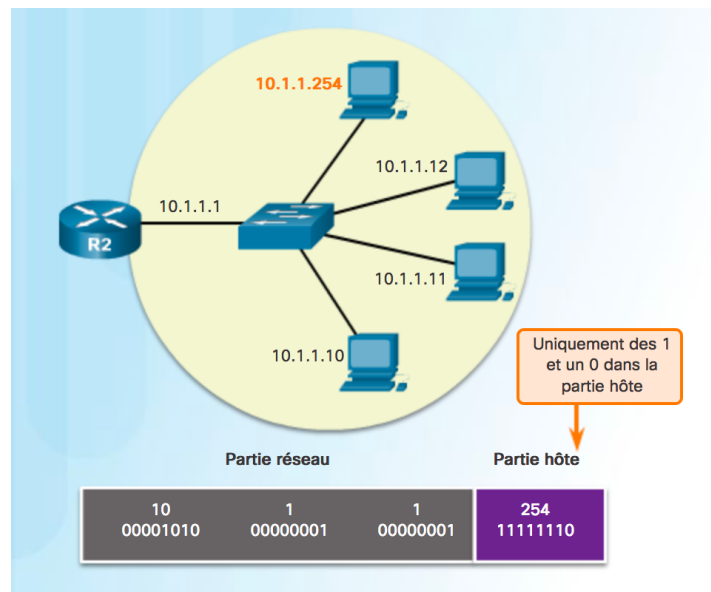 10.1.1.254
10.1.1.12
10.1.1.1
R2
10.1.1.11
10.1.1.10
Uniquement des 1
et un 0 dans la
partie hôte
Partie réseau
Partie hôte
10 1 1 254
00001010 00000001 00000001 11111110